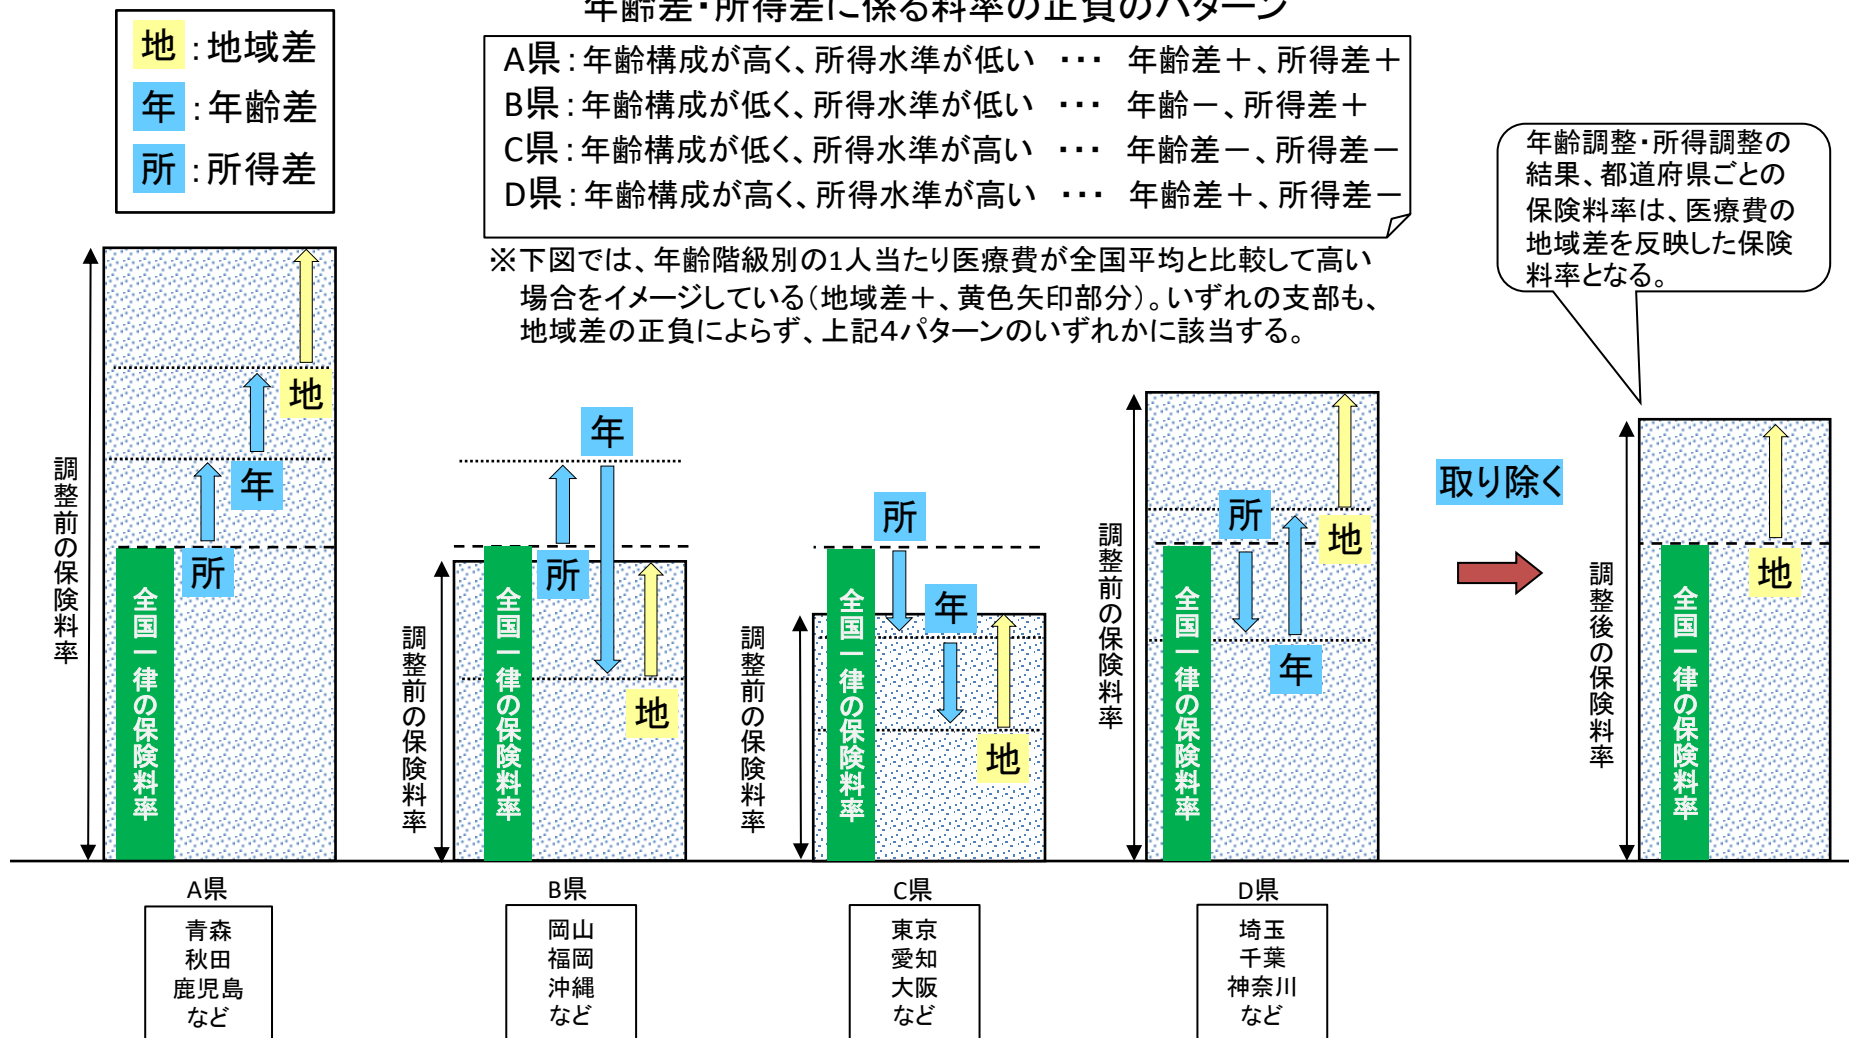 年齢差・所得差に係る料率の正負のパターン
地：地域差
年：年齢差
所：所得差
A県：年齢構成が高く、所得水準が低い ・・・ 年齢差＋、所得差＋
B県：年齢構成が低く、所得水準が低い ・・・ 年齢－、所得差＋
C県：年齢構成が低く、所得水準が高い ・・・ 年齢差－、所得差－
D県：年齢構成が高く、所得水準が高い ・・・ 年齢差＋、所得差－
※下図では、年齢階級別の1人当たり医療費が全国平均と比較して高い
場合をイメージしている（地域差＋、黄色矢印部分）。いずれの支部も、
地域差の正負によらず、上記４パターンのいずれかに該当する。
年齢調整・所得調整の
結果、都道府県ごとの
保険料率は、医療費の
地域差を反映した保険
料率となる。
調整前の保険料率
全国一律の保険料率
所
年
地
調整前の保険料率
全国一律の保険料率
所
年
地
調整前の保険料率
全国一律の保険料率
所
年
地
調整前の保険料率
全国一律の保険料率
所
年
地
取り除く
調整後の保険料率
全国一律の保険料率
地
A県
青森
秋田
鹿児島
など
B県
岡山
福岡
沖縄
など
C県
東京
愛知
大阪
など
D県
埼玉
千葉
神奈川
など